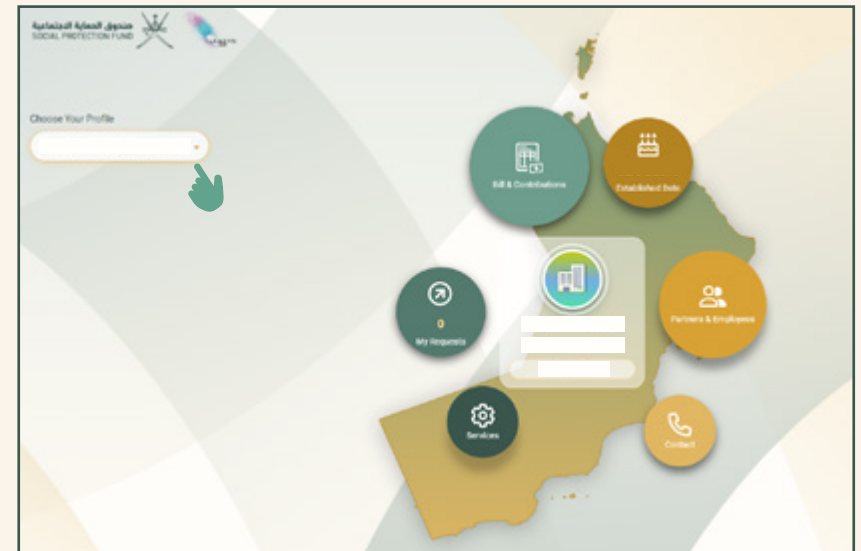 صندوق الحماية الاجتماعية
SOCIAL PROTECTION FUND
Choose Your Profile
Bill & Contributions
Established Date
0
My Requests
Partners & Employees
Services
Contact